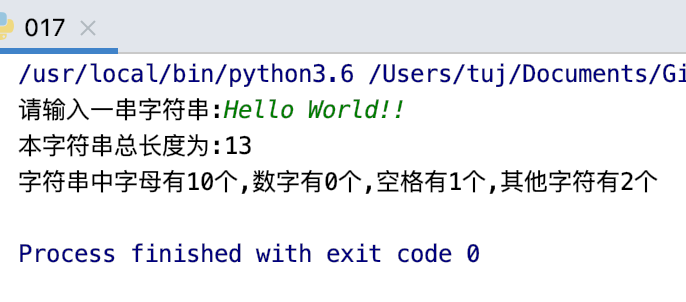 017
/usr/local/bin/python3.6 /Users/tuj/Documents/Gi
请输入一串字符串:Hello World!!
本字符串总长度为:13
字符串中字母有10个,数字有0个,空格有1个,其他字符有2个
Process finished with exit code 0